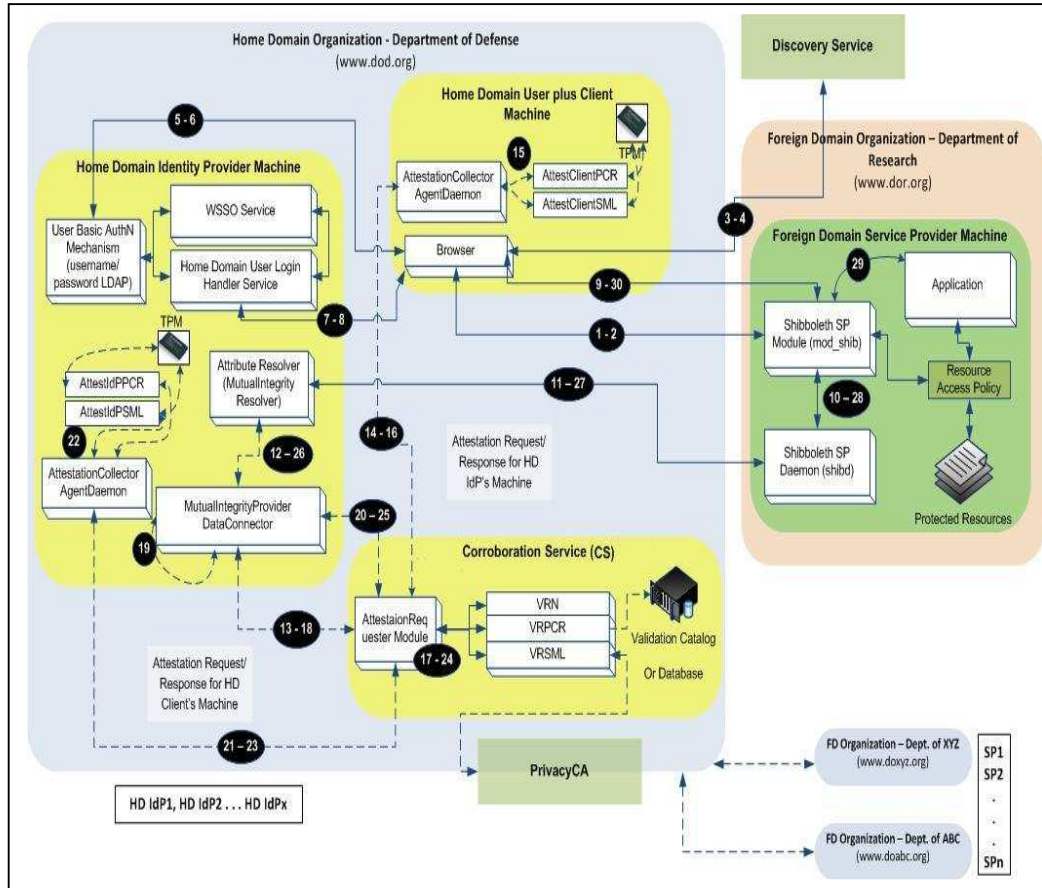 Home Domain Organization - Department of Defense
(www.dod.org)
Discovery Service
Home Domain User plus Client
Machine
TPM
AttestationCollector
AgentDaemon
15
AttestClientPCR
AttestClientSML
Browser
5 - 6
3 - 4
Home Domain Identity Provider Machine
User Basic AuthN
Mechanism
(username/
password LDAP)
WSSO Service
Home Domain User Login
Handler Service
7 - 8
9 - 30
1 - 2
Foreign Domain Organization – Department of
Research
(www.dor.org)
Foreign Domain Service Provider Machine
29
Application
Shibboleth SP
Module (mod_shib)
Resource
Access Policy
10 – 28
Shibboleth SP
Daemon (shibd)
Protected Resources
TPM
AttestIdPPCR
AttestIdPSML
22
Attribute Resolver
(MutualIntegrity
Resolver)
11 – 27
12 – 26
14 - 16
Attestation Request/
Response for HD
IdP's Machine
AttestationCollector
AgentDaemon
MutualIntegrityProvider
DataConnector
19
20 – 25
Corroboration Service (CS)
AttestaionReq
uester Module
17 - 24
VRN
VRPCR
VRSML
Validation Catalog
Or Database
13 - 18
Attestation Request/
Response for HD
Client's Machine
21 – 23
PrivacyCA
HD IdP1, HD IdP2 . . . HD IdPx
FD Organization – Dept. of XYZ
(www.doxyz.org)
FD Organization – Dept. of ABC
(www.doabc.org)
SP1
SP2
.
.
.
SPn